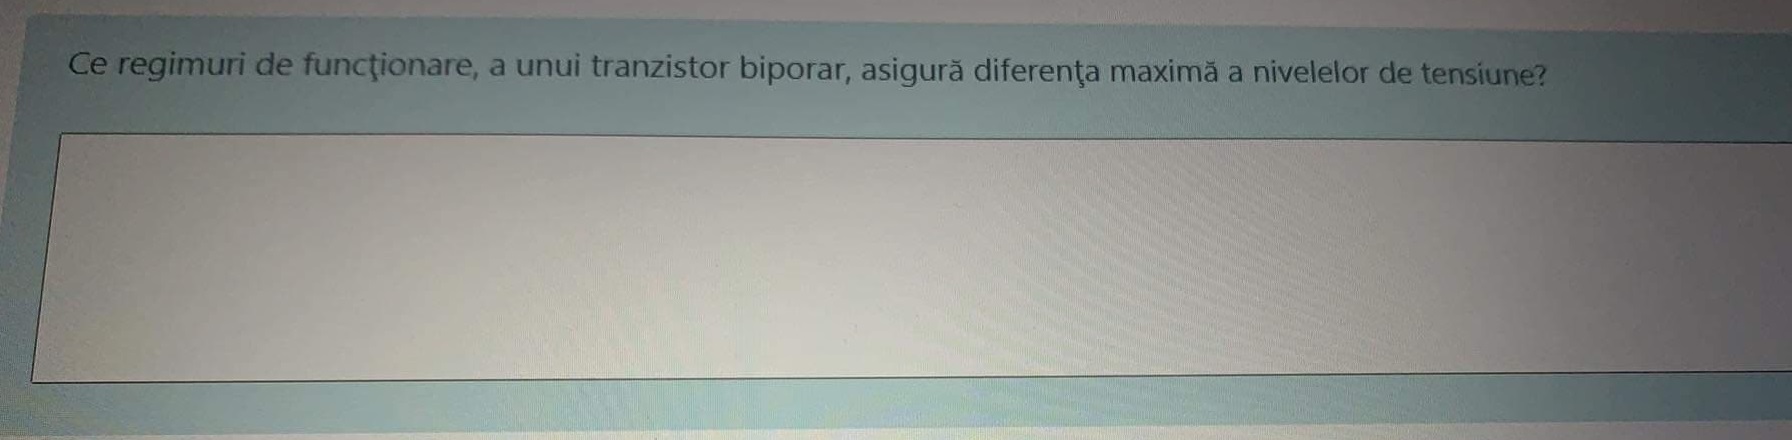 Ce regimuri de funcţionare, a unui tranzistor biporar, asigură diferenţa maximă a nivelelor de tensiune?